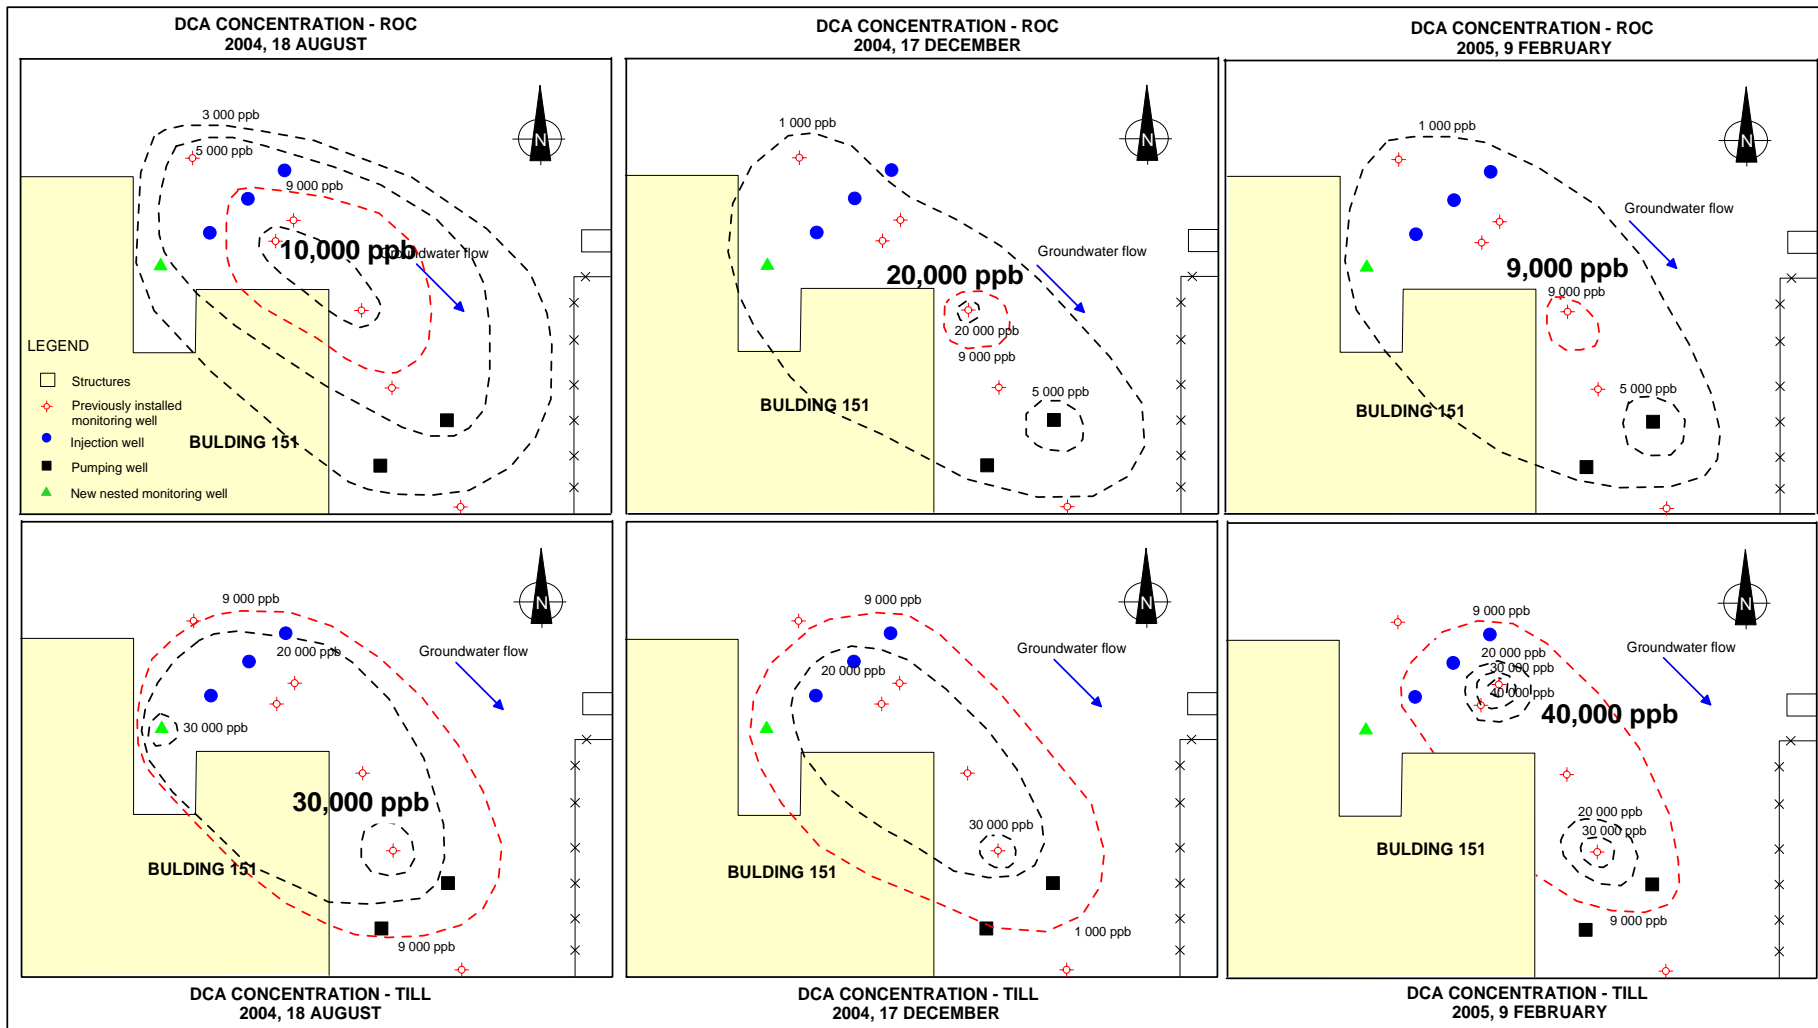 DCA CONCENTRATION - ROC
2004, 18 AUGUST
3 000 ppb
5 000 ppb
9 000 ppb
10,000 ppb
Groundwater flow
N
LEGEND
Structures
Previously installed
monitoring well
Injection well
Pumping well
New nested monitoring well
BULDING 151
DCA CONCENTRATION - ROC
2004, 17 DECEMBER
1 000 ppb
N
Groundwater flow
20,000 ppb
20 000 ppb
9 000 ppb
5 000 ppb
BULDING 151
DCA CONCENTRATION - ROC
2005, 9 FEBRUARY
1 000 ppb
N
Groundwater flow
9,000 ppb
9 000 ppb
5 000 ppb
BULDING 151
9 000 ppb
N
20 000 ppb
Groundwater flow
30 000 ppb
30,000 ppb
BULDING 151
9 000 ppb
DCA CONCENTRATION - TILL
2004, 18 AUGUST
9 000 ppb
N
Groundwater flow
20 000 ppb
30 000 ppb
BULDING 151
1 000 ppb
DCA CONCENTRATION - TILL
2004, 17 DECEMBER
9 000 ppb
N
Groundwater flow
20 000 ppb
30 000 ppb
40 000 ppb
40,000 ppb
20 000 ppb
30 000 ppb
BULDING 151
9 000 ppb
DCA CONCENTRATION - TILL
2005, 9 FEBRUARY